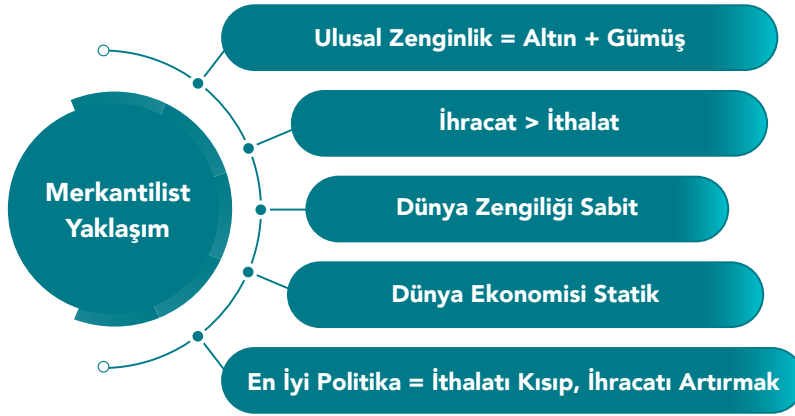 Merkantilist
Yaklaşım
Ulusal Zenginlik = Altın + Gümüş
İhracat > İthalat
Dünya Zengiliği Sabit
Dünya Ekonomisi Statik
En İyi Politika = İthalatı Kısıp, İhracatı Artırmak